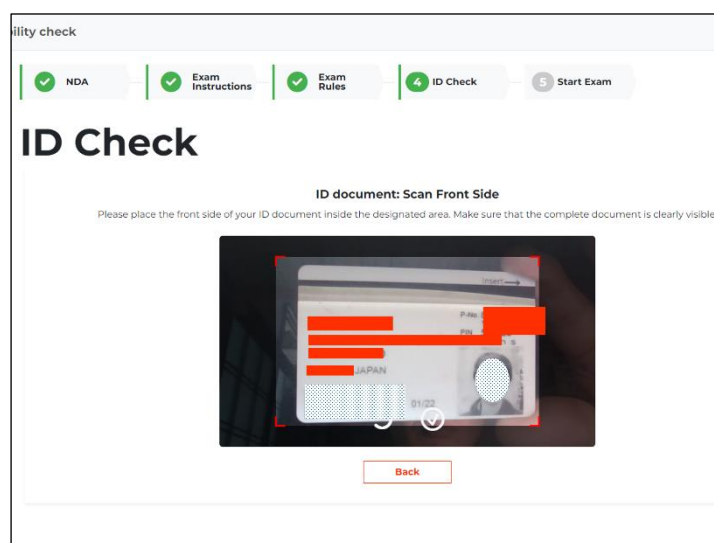 ility check
NDA
Exam
Instructions
Exam
Rules
4 ID Check
5 Start Exam
ID Check
ID document: Scan Front Side
Please place the front side of your ID document inside the designated area. Make sure that the complete document is clearly visible
Insert→
P-No
PIN
JAPAN
01/22
Back